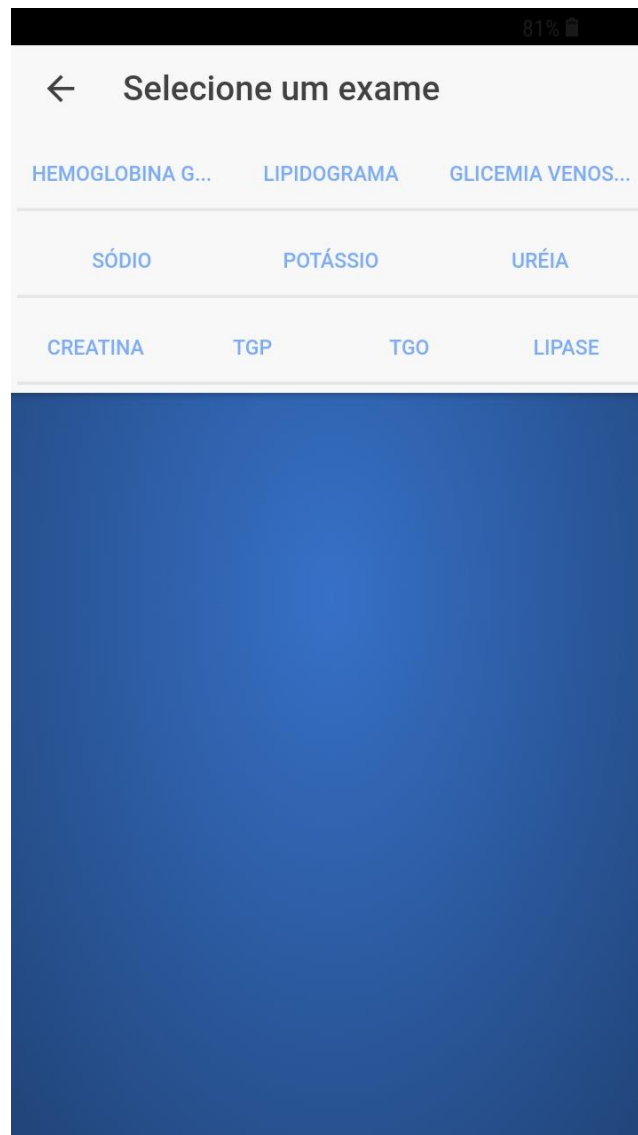 81%
Selecione um exame
HEMOGLOBINA G... LIPIDOGRAMA GLICEMIA VENOS...
SÓDIO POTÁSSIO URÉIA
CREATINA TGP TGO LIPASE